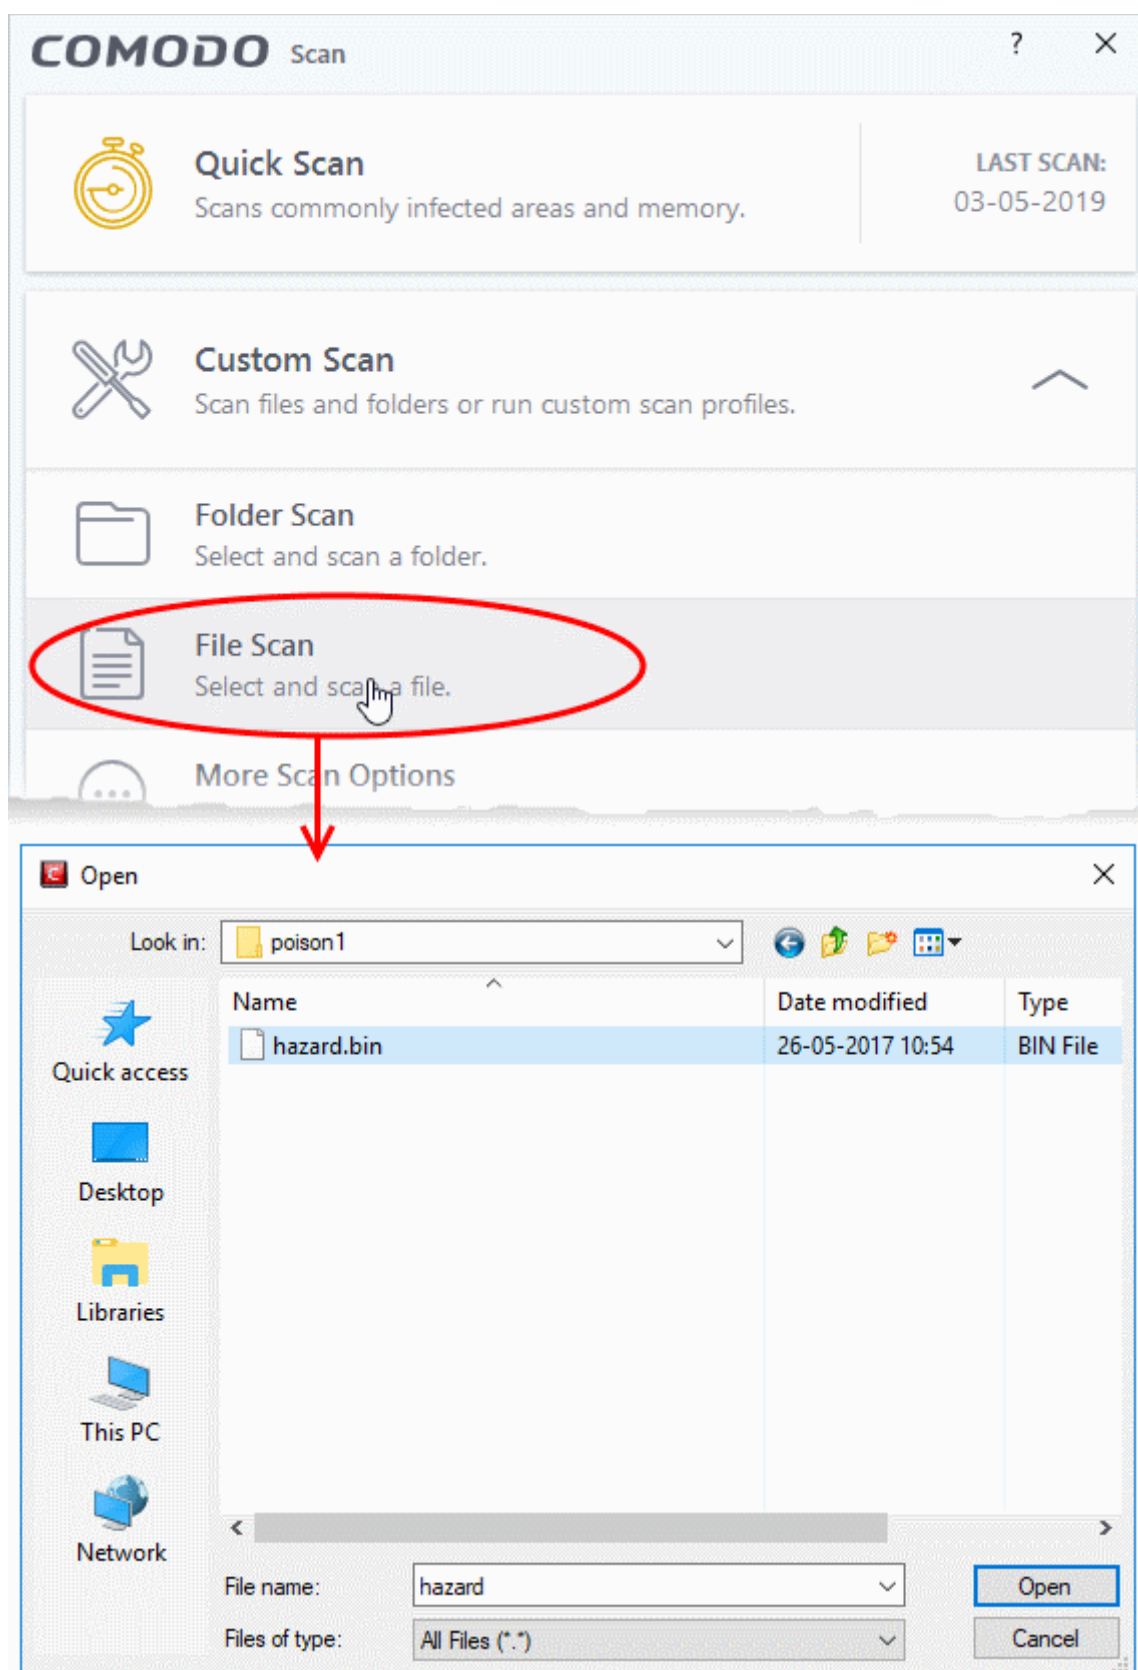 COMODO Scan ?
Quick Scan
Scans commonly infected areas and memory.
LAST SCAN:
03-05-2019
Custom Scan
Scan files and folders or run custom scan profiles.
Folder Scan
Select and scan a folder.
File Scan
Select and scan a file.
More Scan Options
C Open
Look in: poison1
Name Date modified Type
hazard.bin 26-05-2017 10:54 BIN File
Quick access
Desktop
Libraries
This PC
Network
File name: hazard Open
Files of type: All Files (*.*) Cancel